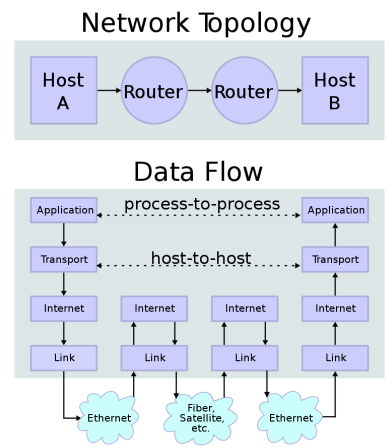 Network Topology
Host
A
Router
Router
Host
B
Data Flow
process-to-process
Application
Application
host-to-host
Transport
Transport
Internet
Internet
Internet
Internet
Link
Link
Link
Link
Ethernet
Fiber,
Satellite,
etc.
Ethernet